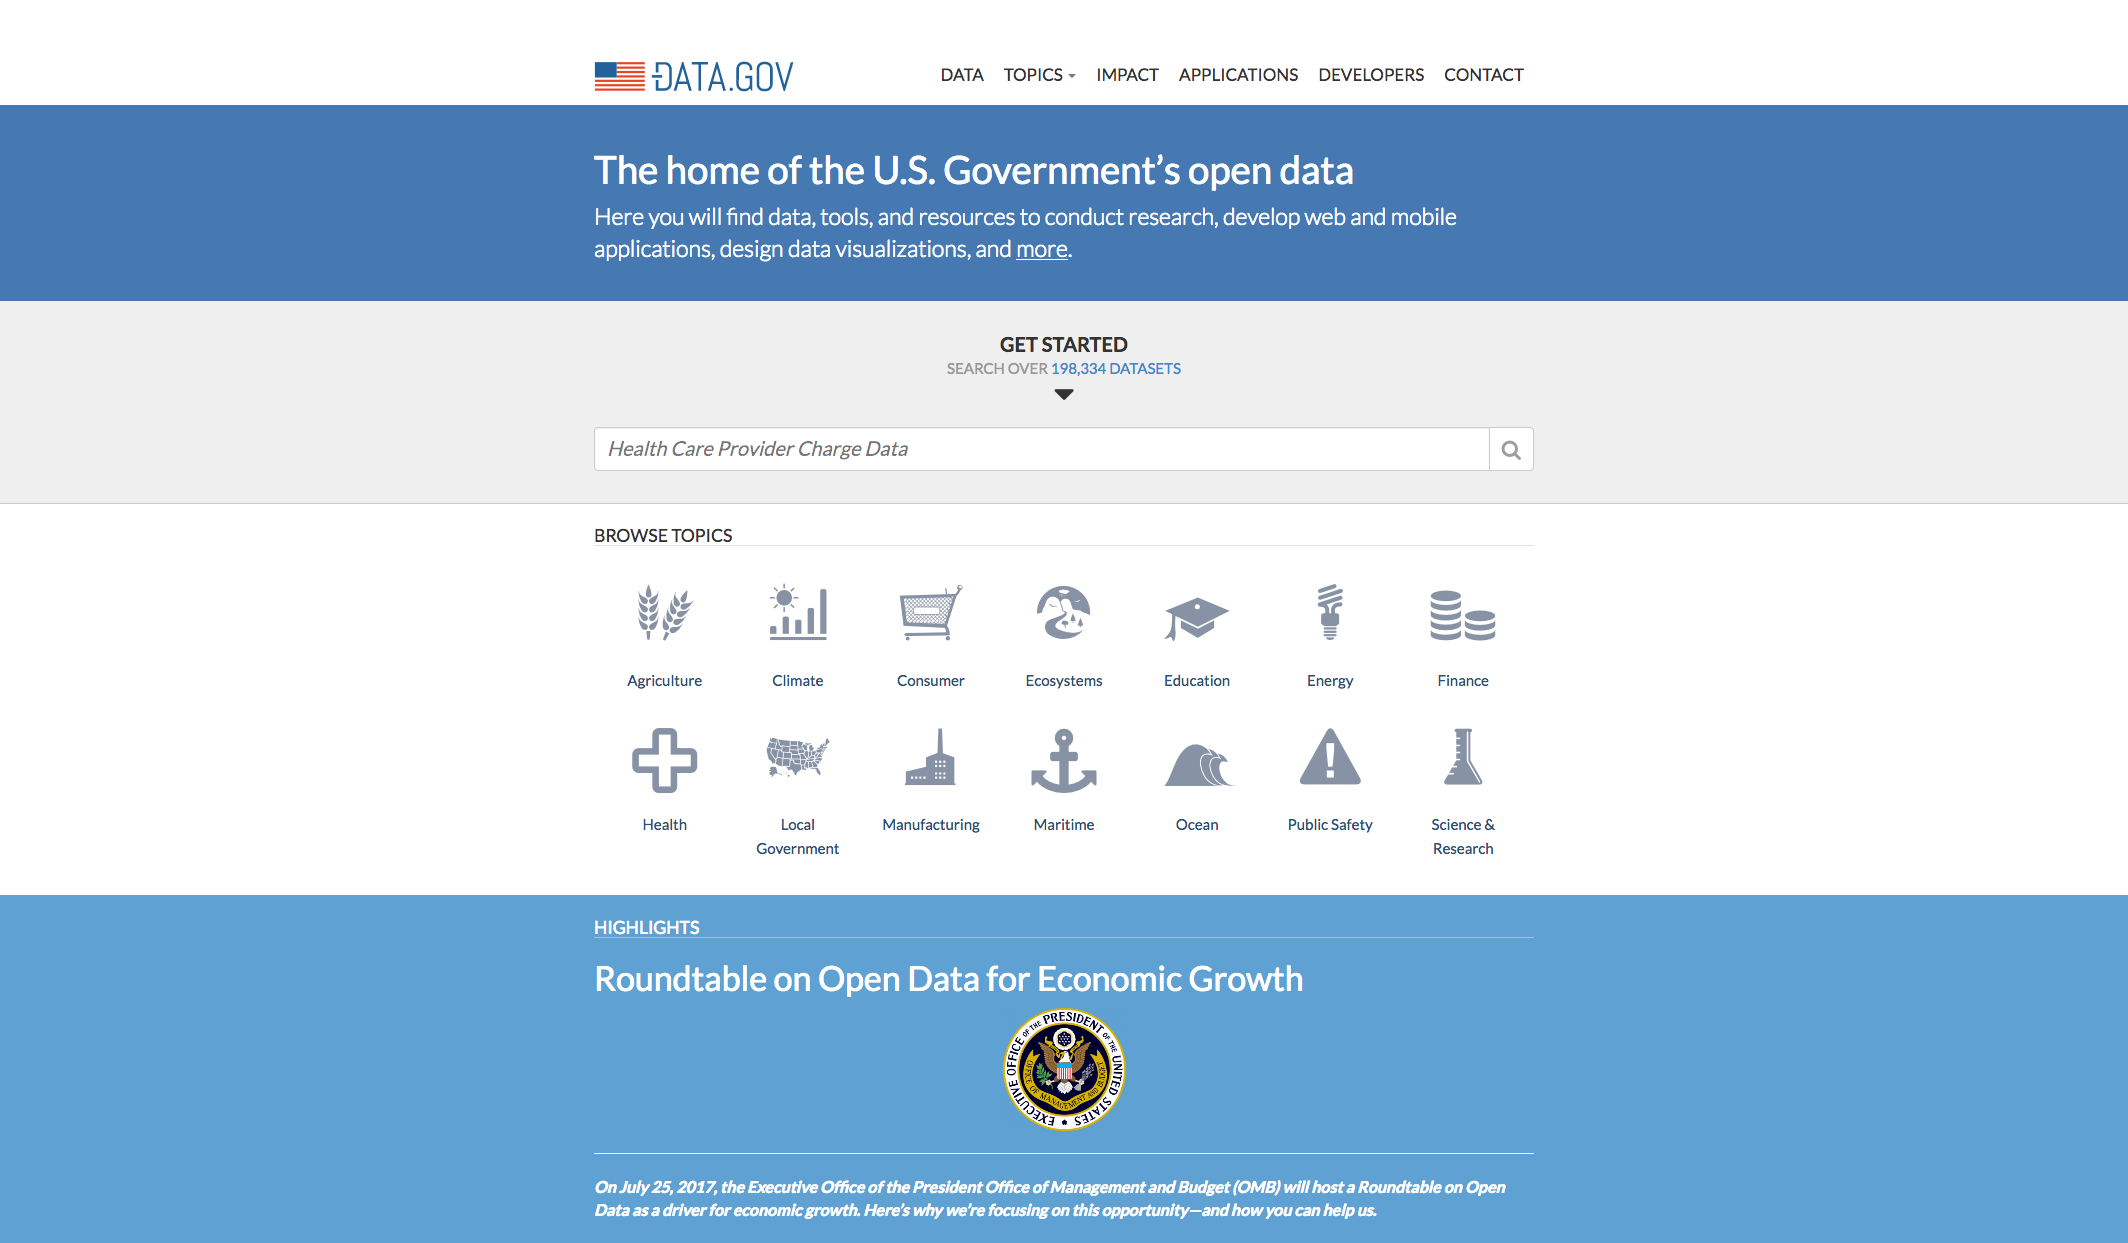 DATA.GOV
DATA TOPICS IMPACT APPLICATIONS DEVELOPERS CONTACT
The home of the U.S. Government’s open data
Here you will find data, tools, and resources to conduct research, develop web and mobile
applications, design data visualizations, and more.
GET STARTED
SEARCH OVER 198,334 DATASETS
Health Care Provider Charge Data
BROWSE TOPICS
Agriculture Climate Consumer Ecosystems Education Energy Finance
Health Local Manufacturing Maritime Ocean Public Safety Science &
Government Research
HIGHLIGHTS
Roundtable on Open Data for Economic Growth
EXECUTIVE OFFICE OF THE PRESIDENT OF THE UNITED STATES
OFFICE OF MANAGEMENT AND BUDGET
On July 25, 2017, the Executive Office of the President Office of Management and Budget (OMB) will host a Roundtable on Open
Data as a driver for economic growth. Here’s why we’re focusing on this opportunity—and how you can help us.